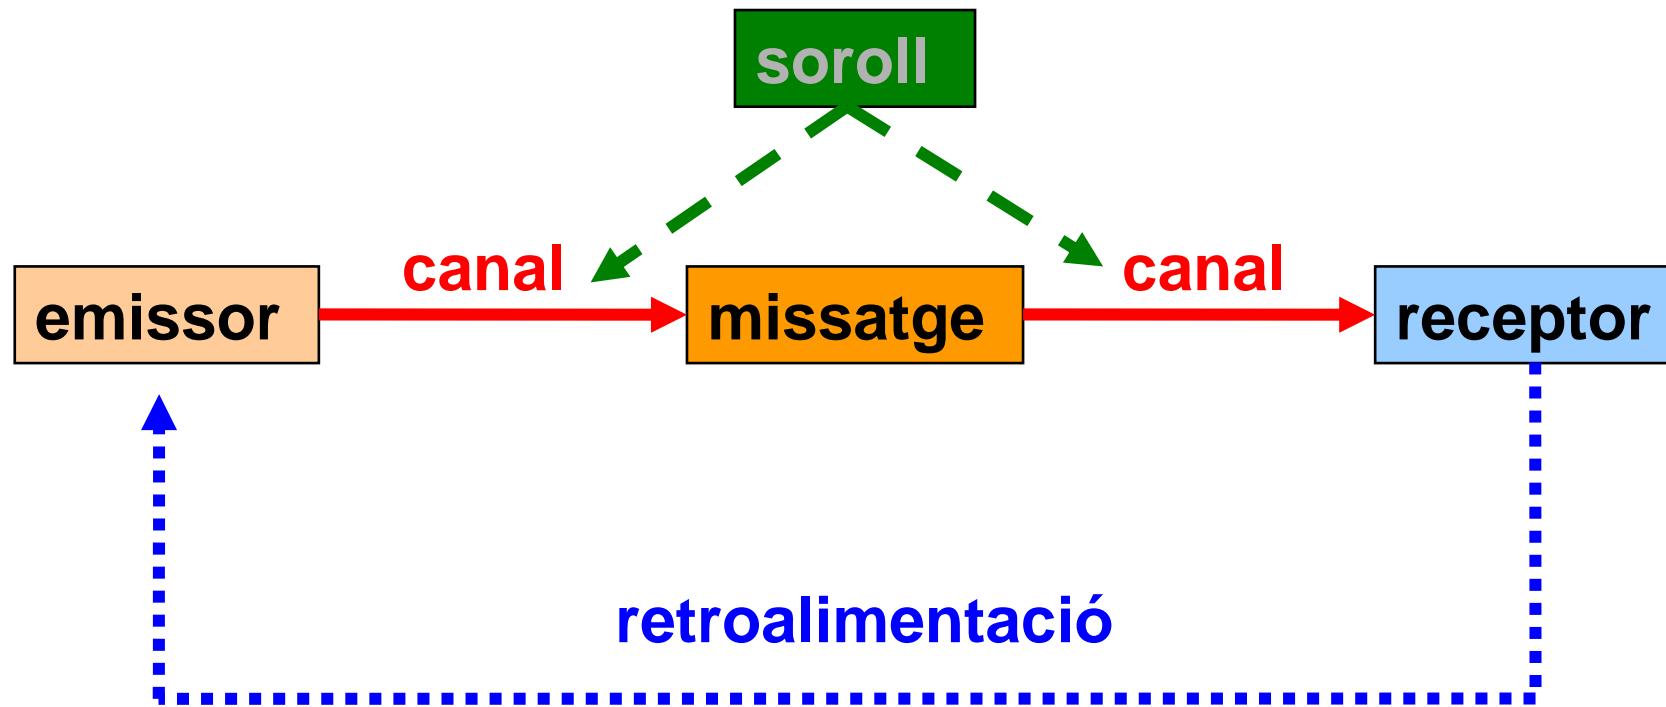 soroll
canal
canal
emissor
missatge
receptor
retroalimentació